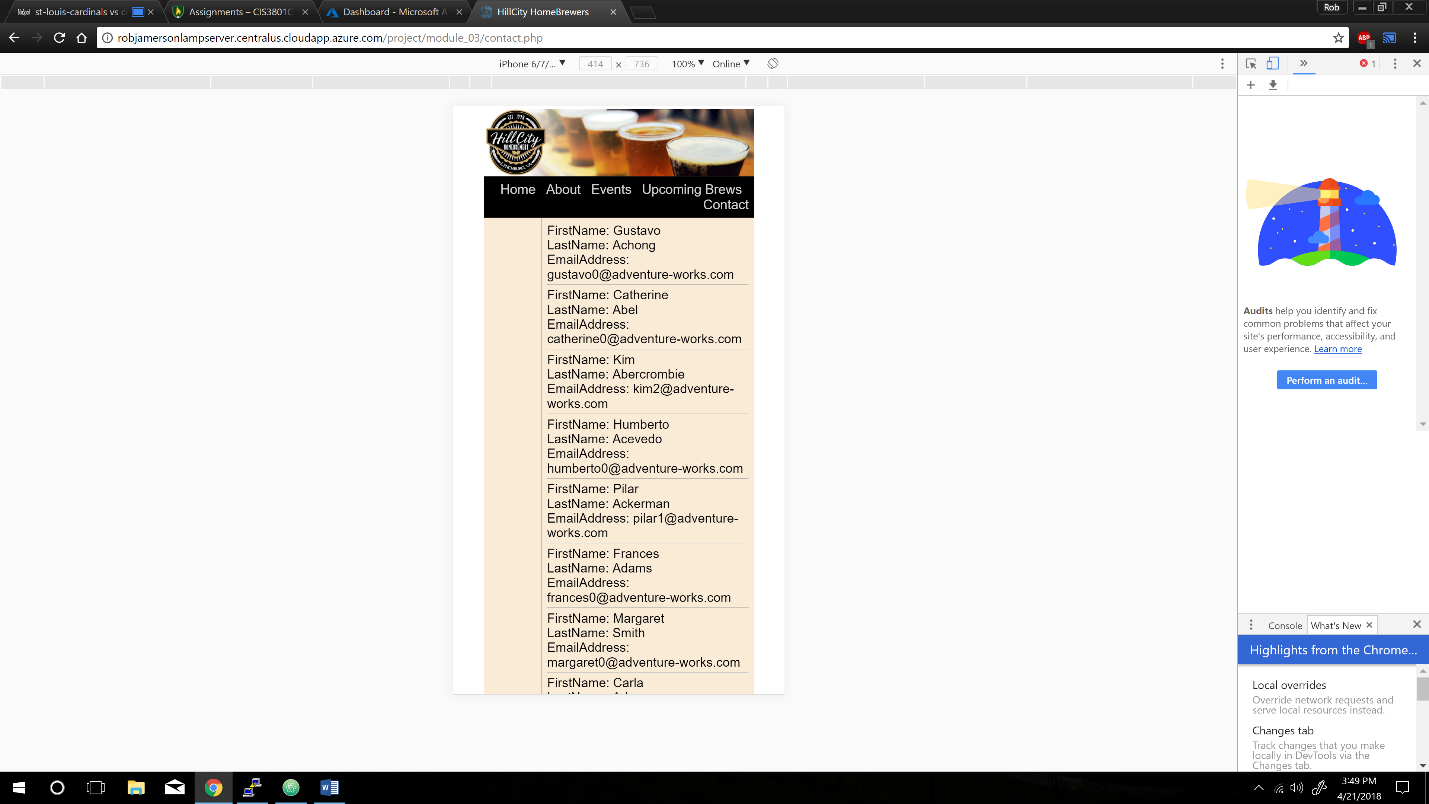 st-louis-cardinals vs c
Assignments – CIS3801C
Dashboard - Microsoft A
HillCity HomeBrewers
Rob
robjamersonlampserver.centralus.cloudapp.azure.com/project/module_03/contact.php
ABP
1
iPhone 6/7/... ▼ 414 x 736 100% ▼ Online ▼
1
HillCity
Home About Events Upcoming Brews
Contact
FirstName: Gustavo
LastName: Achong
EmailAddress:
gustavo0@adventure-works.com
FirstName: Catherine
LastName: Abel
EmailAddress:
catherine0@adventure-works.com
FirstName: Kim
LastName: Abercrombie
EmailAddress: kim2@adventure-
works.com
FirstName: Humberto
LastName: Acevedo
EmailAddress:
humberto0@adventure-works.com
FirstName: Pilar
LastName: Ackerman
EmailAddress: pilar1@adventure-
works.com
FirstName: Frances
LastName: Adams
EmailAddress:
frances0@adventure-works.com
FirstName: Margaret
LastName: Smith
EmailAddress:
margaret0@adventure-works.com
FirstName: Carla
Audits help you identify and fix
common problems that affect your
site's performance, accessibility, and
user experience. Learn more
Perform an audit...
Console What's New
Highlights from the Chrome...
Local overrides
Override network requests and
serve local resources instead.
Changes tab
Track changes that you make
locally in DevTools via the
Changes tab.
3:49 PM
4/21/2018